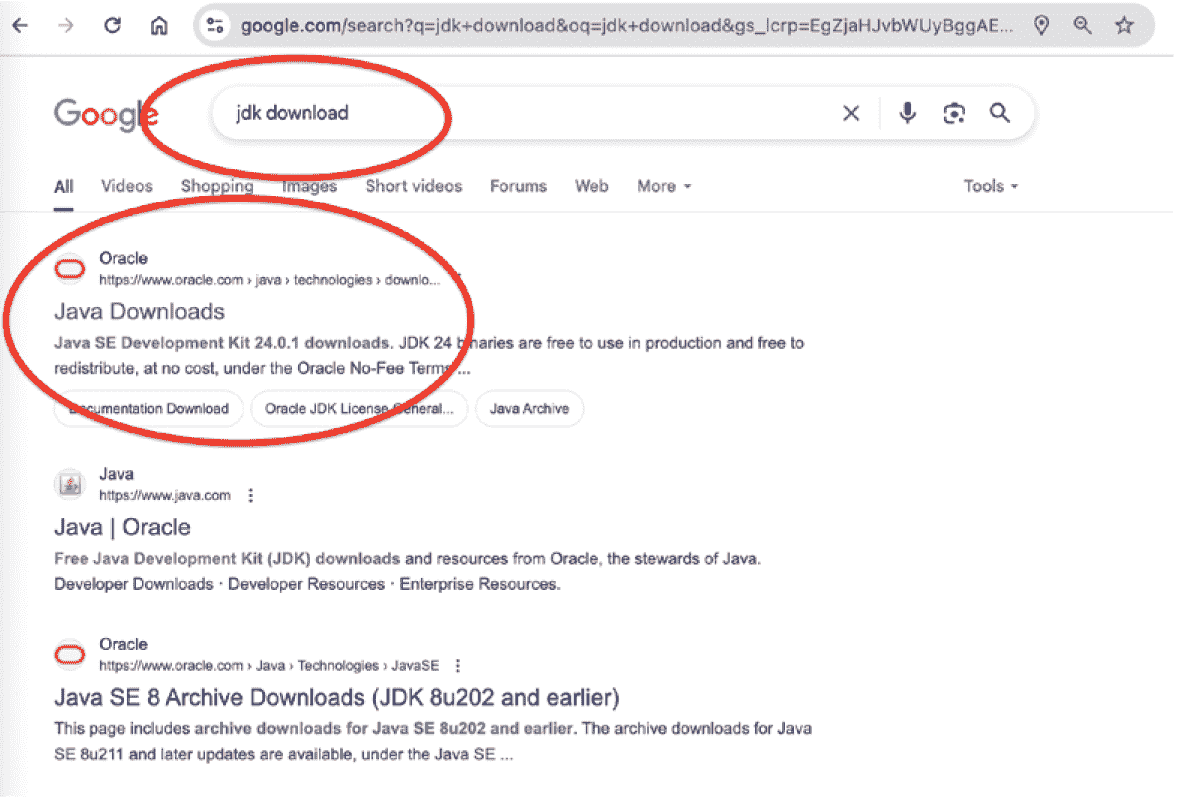 google.com/search?q=jdk+download&oq=jdk+download&gs_lcrp=EgZjaHJvbWUyBggAE...
Google
jdk download
All Videos Shopping Images Short videos Forums Web More Tools
Oracle
https://www.oracle.com › java › technologies › downlo...
Java Downloads
Java SE Development Kit 24.0.1 downloads. JDK 24 binaries are free to use in production and free to
redistribute, at no cost, under the Oracle No-Fee Terms ...
Documentation Download Oracle JDK License General... Java Archive
Java
https://www.java.com
Java | Oracle
Free Java Development Kit (JDK) downloads and resources from Oracle, the stewards of Java.
Developer Downloads · Developer Resources · Enterprise Resources.
Oracle
https://www.oracle.com › Java › Technologies › JavaSE
Java SE 8 Archive Downloads (JDK 8u202 and earlier)
This page includes archive downloads for Java SE 8u202 and earlier. The archive downloads for Java
SE 8u211 and later updates are available, under the Java SE ...